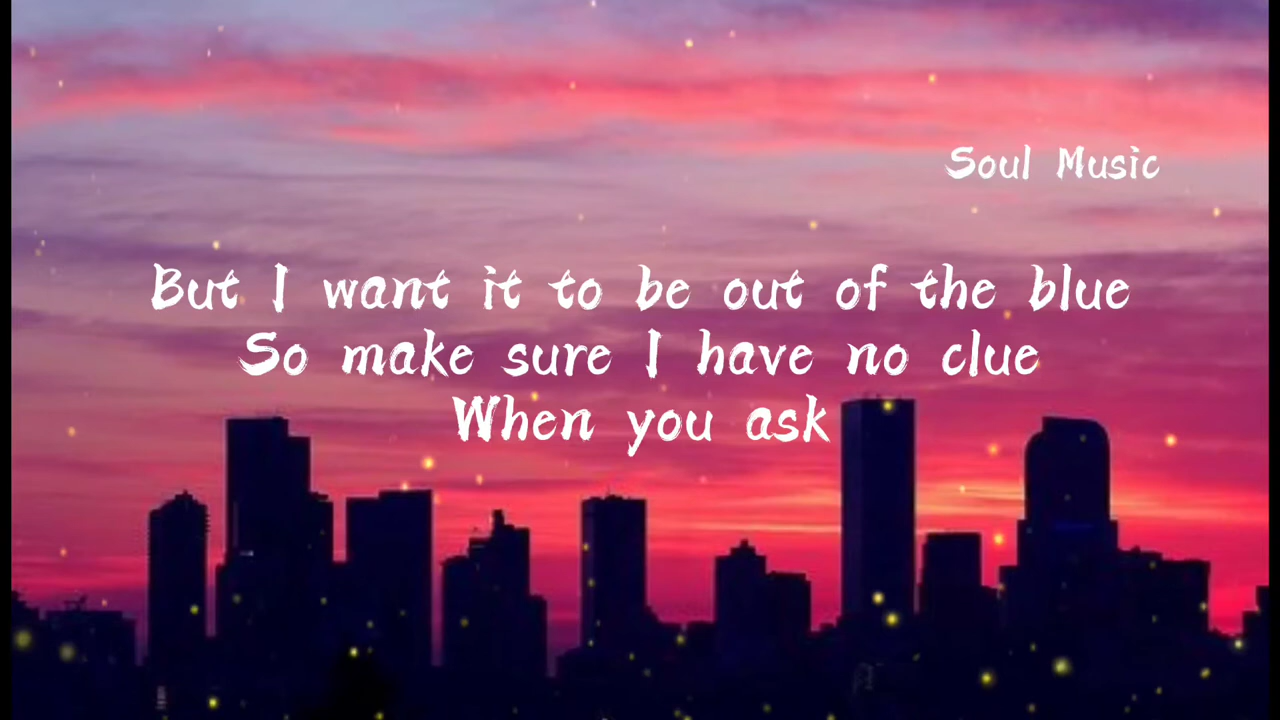 Soul Music
But I want it to be out of the blue
So make sure I have no clue
When you ask